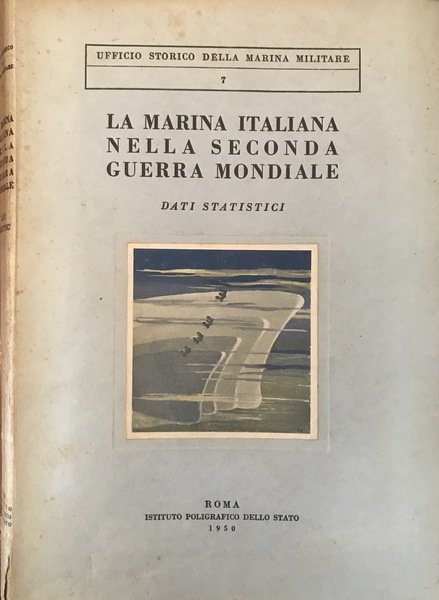 UFFICIO STORICO DELLA MARINA MILITARE
7
LA MARINA ITALIANA
NELLA SECONDA
GUERRA MONDIALE
DATI STATISTICI
ROMA
ISTITUTO POLIGRAFICO DELLO STATO
1950